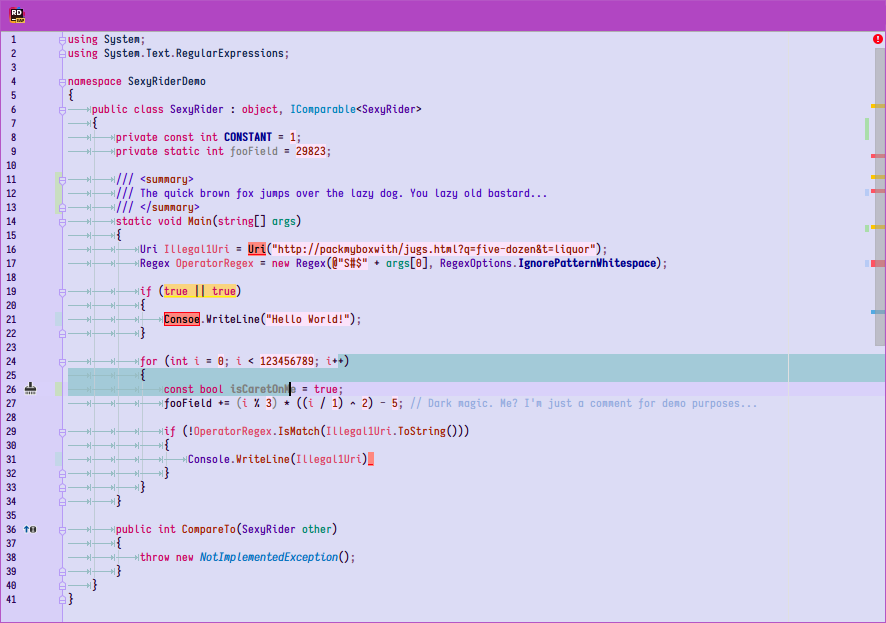 RD
1 using System;
2 using System.Text.RegularExpressions;
3
4 namespace SexyRiderDemo
5 {
6 public class SexyRider : object, IComparable<SexyRider>
7 {
8 private const int CONSTANT = 1;
9 private static int fooField = 29823;
10
11 /// <summary>
12 /// The quick brown fox jumps over the lazy dog. You lazy old bastard...
13 /// </summary>
14 static void Main(string[] args)
15 {
16 Uri Illegal1Uri = Uri("http://packmyboxwith/jugs.html?q=five-dozen&t=liquor");
17 Regex OperatorRegex = new Regex(@"S#$" + args[0], RegexOptions.IgnorePatternWhitespace);
18
19 if (true || true)
20 {
21 Consoe.WriteLine("Hello World!");
22 }
23
24 for (int i = 0; i < 123456789; i++)
25 {
26 const bool isCaretOnMe = true;
27 fooField += (i % 3) * ((i / 1) ^ 2) - 5; // Dark magic. Me? I'm just a comment for demo purposes...
29 if (!OperatorRegex.IsMatch(Illegal1Uri.ToString()))
30 {
31 Console.WriteLine(Illegal1Uri)
32 }
33 }
34 }
35
36 public int CompareTo(SexyRider other)
37 {
38 throw new NotImplementedException();
39 }
40 }
41 }